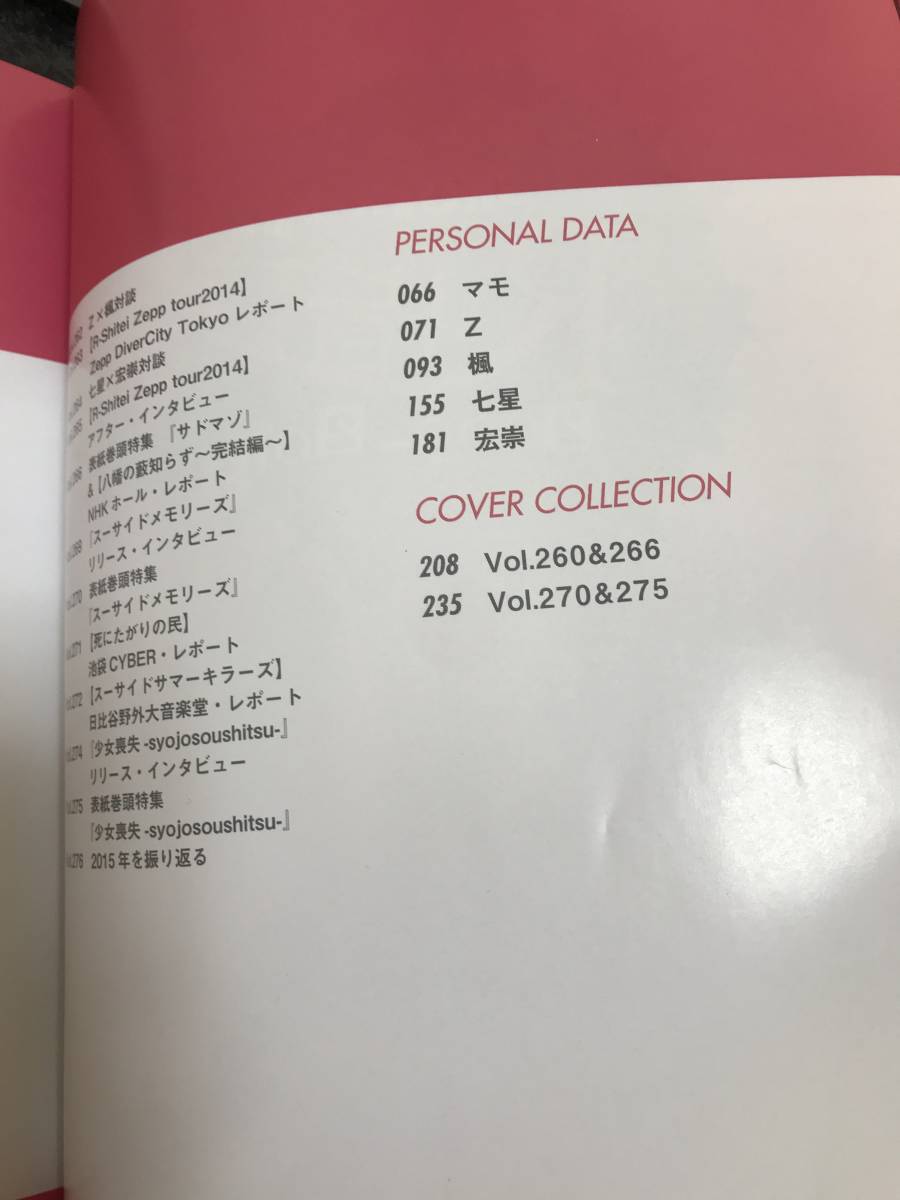 Z×楓対談
【R-Shitei Zepp tour2014】
Zepp DiverCity Tokyo レポート
七星×宏崇対談
【R-Shitei Zepp tour2014】
アフター・インタビュー
表紙巻頭特集 『サドマゾ』
&【八幡の藪知らず〜完結編〜】
NHKホール・レポート
『スーサイドメモリーズ』
リリース・インタビュー
表紙巻頭特集
『スーサイドメモリーズ』
【死にたがりの民】
池袋CYBER・レポート
【スーサイドサマーキラーズ】
日比谷野外大音楽堂・レポート
『少女喪失-syojosoushitsu-』
リリース・インタビュー
表紙巻頭特集
『少女喪失-syojosoushitsu-』
2015年を振り返る
PERSONAL DATA
066 マモ
071 Z
093 楓
155 七星
181 宏崇
COVER COLLECTION
208 Vol.260&266
235 Vol.270&275